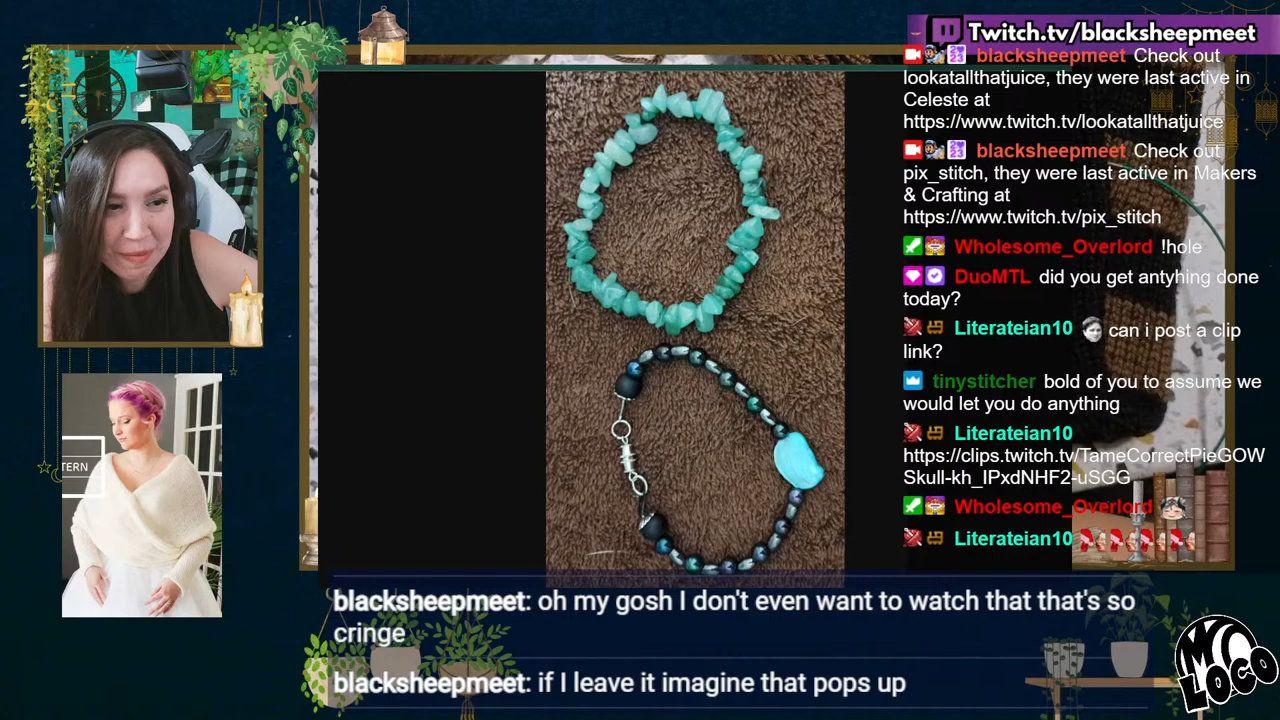 Twitch.tv/blacksheepmeet
blacksheepmeet Check out
lookatallthatjuice, they were last active in
Celeste at
https://www.twitch.tv/lookatallthatjuice
blacksheepmeet Check out
pix_stitch, they were last active in Makers
& Crafting at
https://www.twitch.tv/pix_stitch
Wholesome_Overlord !hole
DuoMTL did you get antyhing done
today?
Literateian10 can i post a clip
link?
tinystitcher bold of you to assume we
would let you do anything
Literateian10
https://clips.twitch.tv/TameCorrectPieGOW
Skull-kh_IPxdNHF2-uSGG
Wholesome_Overlord
Literateian10
TERN
blacksheepmeet: oh my gosh I don't even want to watch that that's so
cringe
blacksheepmeet: if I leave it imagine that pops up
MC
LOCO